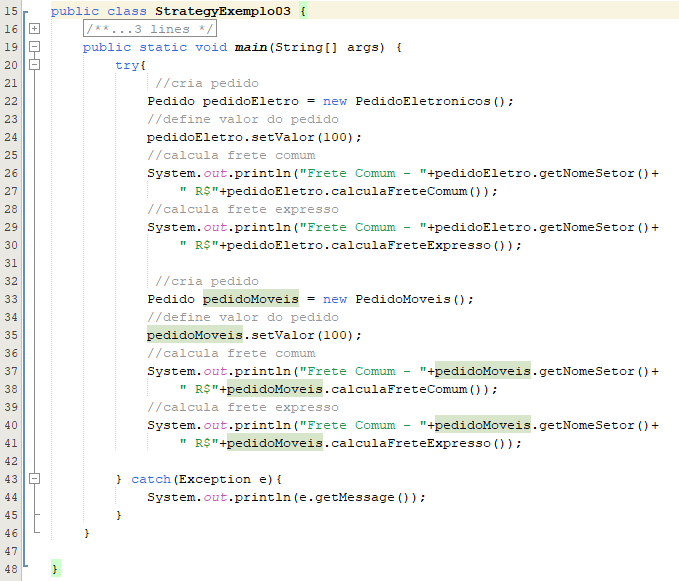 15 public class StrategyExemplo03 {
16 /**...3 lines */
19 public static void main(String[] args) {
20 try{
21 //cria pedido
22 Pedido pedidoEletro = new PedidoEletronicos();
23 //define valor do pedido
24 pedidoEletro.setValor(100);
25 //calcula frete comum
26 System.out.println("Frete Comum - "+pedidoEletro.getNomeSetor()+
27 " R$"+pedidoEletro.calculaFreteComum());
28 //calcula frete expresso
29 System.out.println("Frete Comum - "+pedidoEletro.getNomeSetor()+
30 " R$"+pedidoEletro.calculaFreteExpresso());
31
32 //cria pedido
33 Pedido pedidoMoveis = new PedidoMoveis();
34 //define valor do pedido
35 pedidoMoveis.setValor(100);
36 //calcula frete comum
37 System.out.println("Frete Comum - "+pedidoMoveis.getNomeSetor()+
38 " R$"+pedidoMoveis.calculaFreteComum());
39 //calcula frete expresso
40 System.out.println("Frete Comum - "+pedidoMoveis.getNomeSetor()+
41 " R$"+pedidoMoveis.calculaFreteExpresso());
42
43 } catch(Exception e){
44 System.out.println(e.getMessage());
45 }
46 }
47
48 }